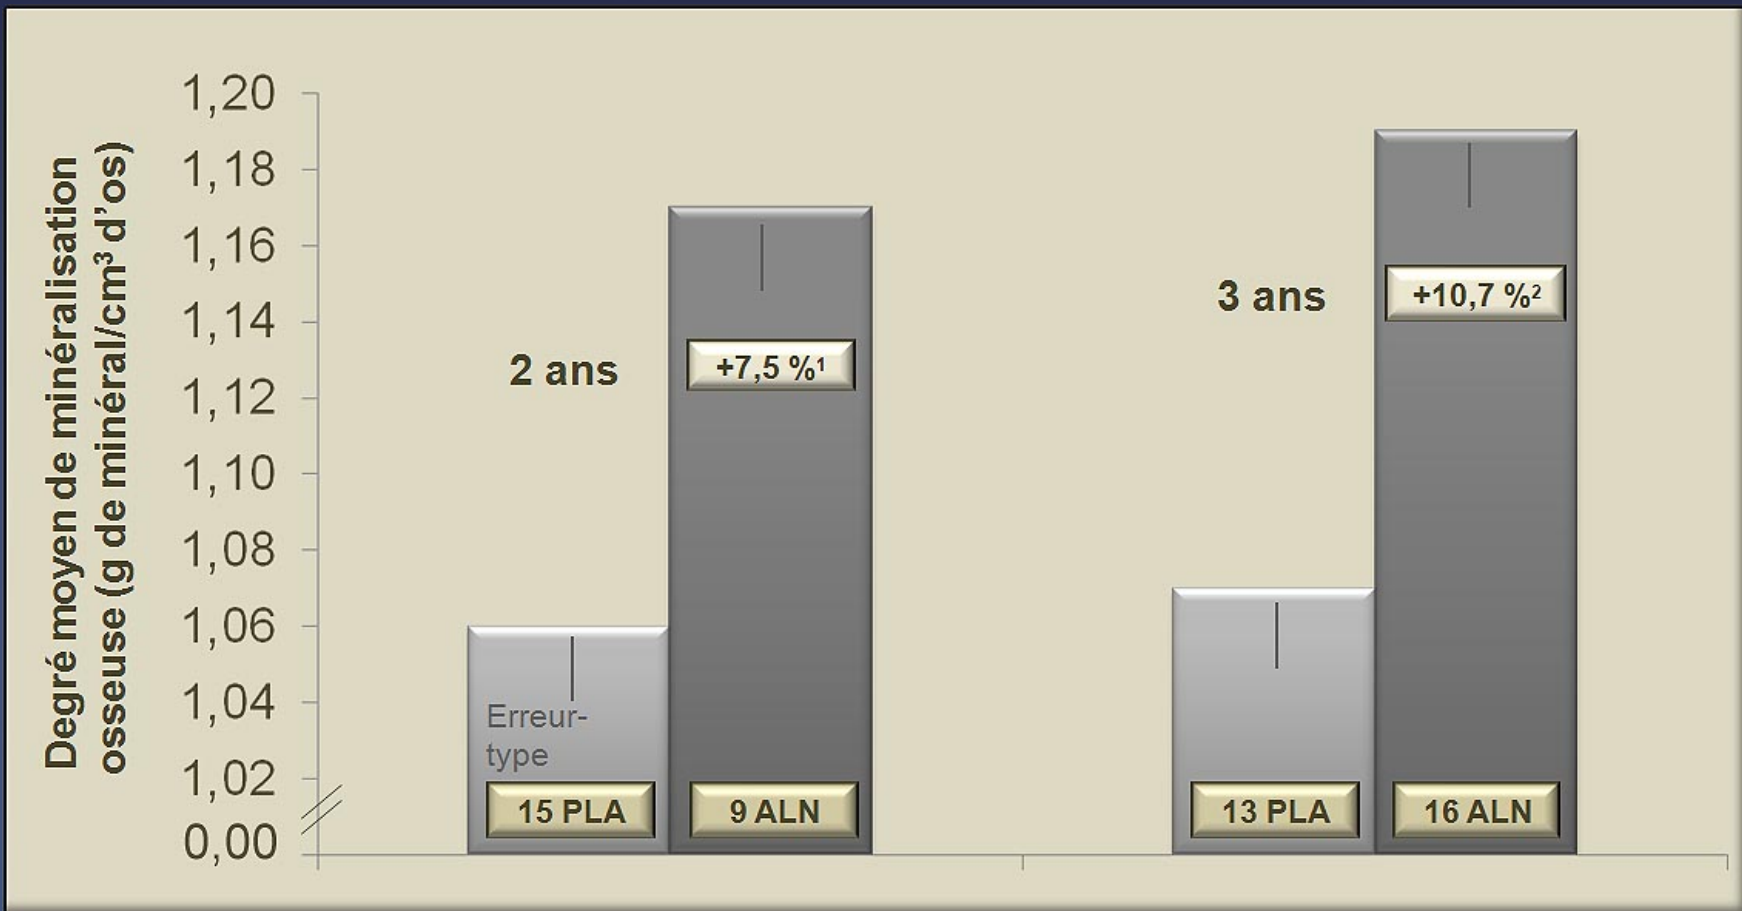 Degré moyen de minéralisation
osseuse (g de minéral/cm³ d’os)
1,20
1,18
1,16
1,14
1,12
1,10
1,08
1,06
1,04
1,02
0,00
2 ans
+7,5 %¹
Erreur-
type
15 PLA
9 ALN
3 ans
+10,7 %²
13 PLA
16 ALN